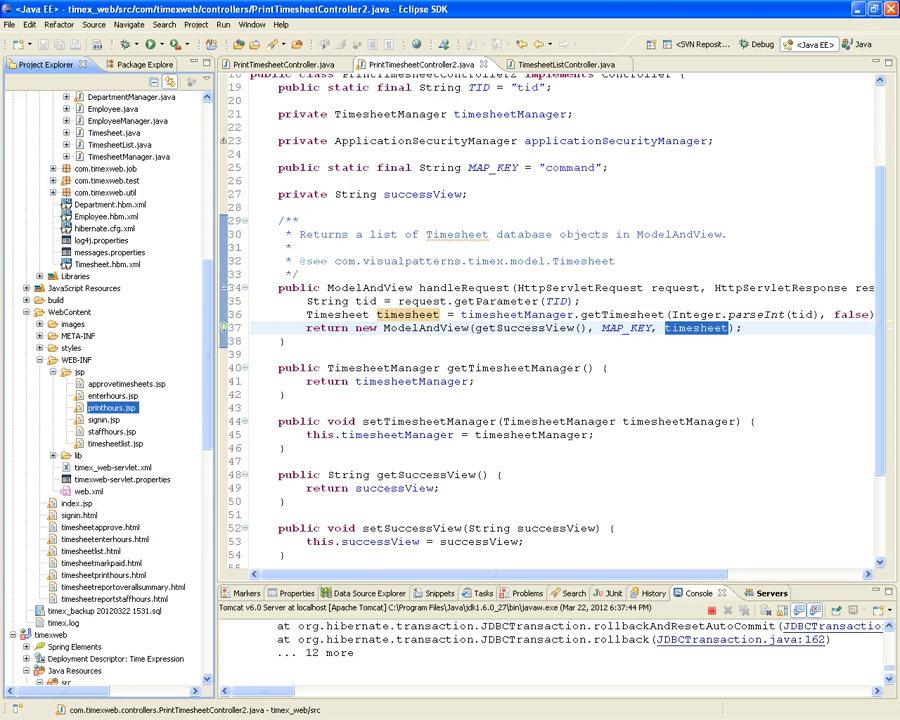 <Java EE> - timex_web/src/com/timexweb/controllers/PrintTimesheetController2.java - Eclipse SDK
File Edit Refactor Source Navigate Search Project Run Window Help
<SVN Reposit... Debug <Java EE> Java
Project Explorer Package Explore
PrintTimesheetController.java PrintTimesheetController2.java TimesheetListController.java
DepartmentManager.java
Employee.java
EmployeeManager.java
Timesheet.java
TimesheetList.java
TimesheetManager.java
com.timexweb.job
com.timexweb.test
com.timexweb.util
Department.hbm.xml
Employee.hbm.xml
hibernate.cfg.xml
log4j.properties
messages.properties
Timesheet.hbm.xml
Libraries
JavaScript Resources
build
WebContent
images
META-INF
styles
WEB-INF
jsp
approvetimesheets.jsp
enterhours.jsp
printhours.jsp
signin.jsp
staffhours.jsp
timesheetlist.jsp
lib
timex_web-servlet.xml
timexweb-servlet.properties
web.xml
index.jsp
signin.html
timesheetapprove.html
timesheetenterhours.html
timesheetlist.html
timesheetmarkpaid.html
timesheetprinthours.html
timesheetreportoverallsummary.html
timesheetreportstaffhours.html
timex_backup 20120322 1531.sql
timex.log
timexweb
Spring Elements
Deployment Descriptor: Time Expression
Java Resources
src
18 public class PrintTimesheetController2 implements Controller {
19 public static final String TID = "tid";
20
21 private TimesheetManager timesheetManager;
22
23 private ApplicationSecurityManager applicationSecurityManager;
24
25 public static final String MAP_KEY = "command";
26
27 private String successView;
28
29 /**
30 * Returns a list of Timesheet database objects in ModelAndView.
31 *
32 * @see com.visualpatterns.timex.model.Timesheet
33 */
34 public ModelAndView handleRequest(HttpServletRequest request, HttpServletResponse res
35 String tid = request.getParameter(TID);
36 Timesheet timesheet = timesheetManager.getTimesheet(Integer.parseInt(tid), false)
37 return new ModelAndView(getSuccessView(), MAP_KEY, timesheet);
38 }
39
40 public TimesheetManager getTimesheetManager() {
41 return timesheetManager;
42 }
43
44 public void setTimesheetManager(TimesheetManager timesheetManager) {
45 this.timesheetManager = timesheetManager;
46 }
47
48 public String getSuccessView() {
49 return successView;
50 }
51
52 public void setSuccessView(String successView) {
53 this.successView = successView;
54 }
55
Markers Properties Data Source Explorer Snippets Tasks Problems Search JUnit History Console Servers
Tomcat v6.0 Server at localhost [Apache Tomcat] C:\Program Files\Java\jdk1.6.0_27\bin\javaw.exe (Mar 22, 2012 6:37:44 PM)
at org.hibernate.transaction.JDBCTransaction.rollbackAndResetAutoCommit(JDBCTransactio
at org.hibernate.transaction.JDBCTransaction.rollback(JDBCTransaction.java:162)
... 12 more
com.timexweb.controllers.PrintTimesheetController2.java - timex_web/src